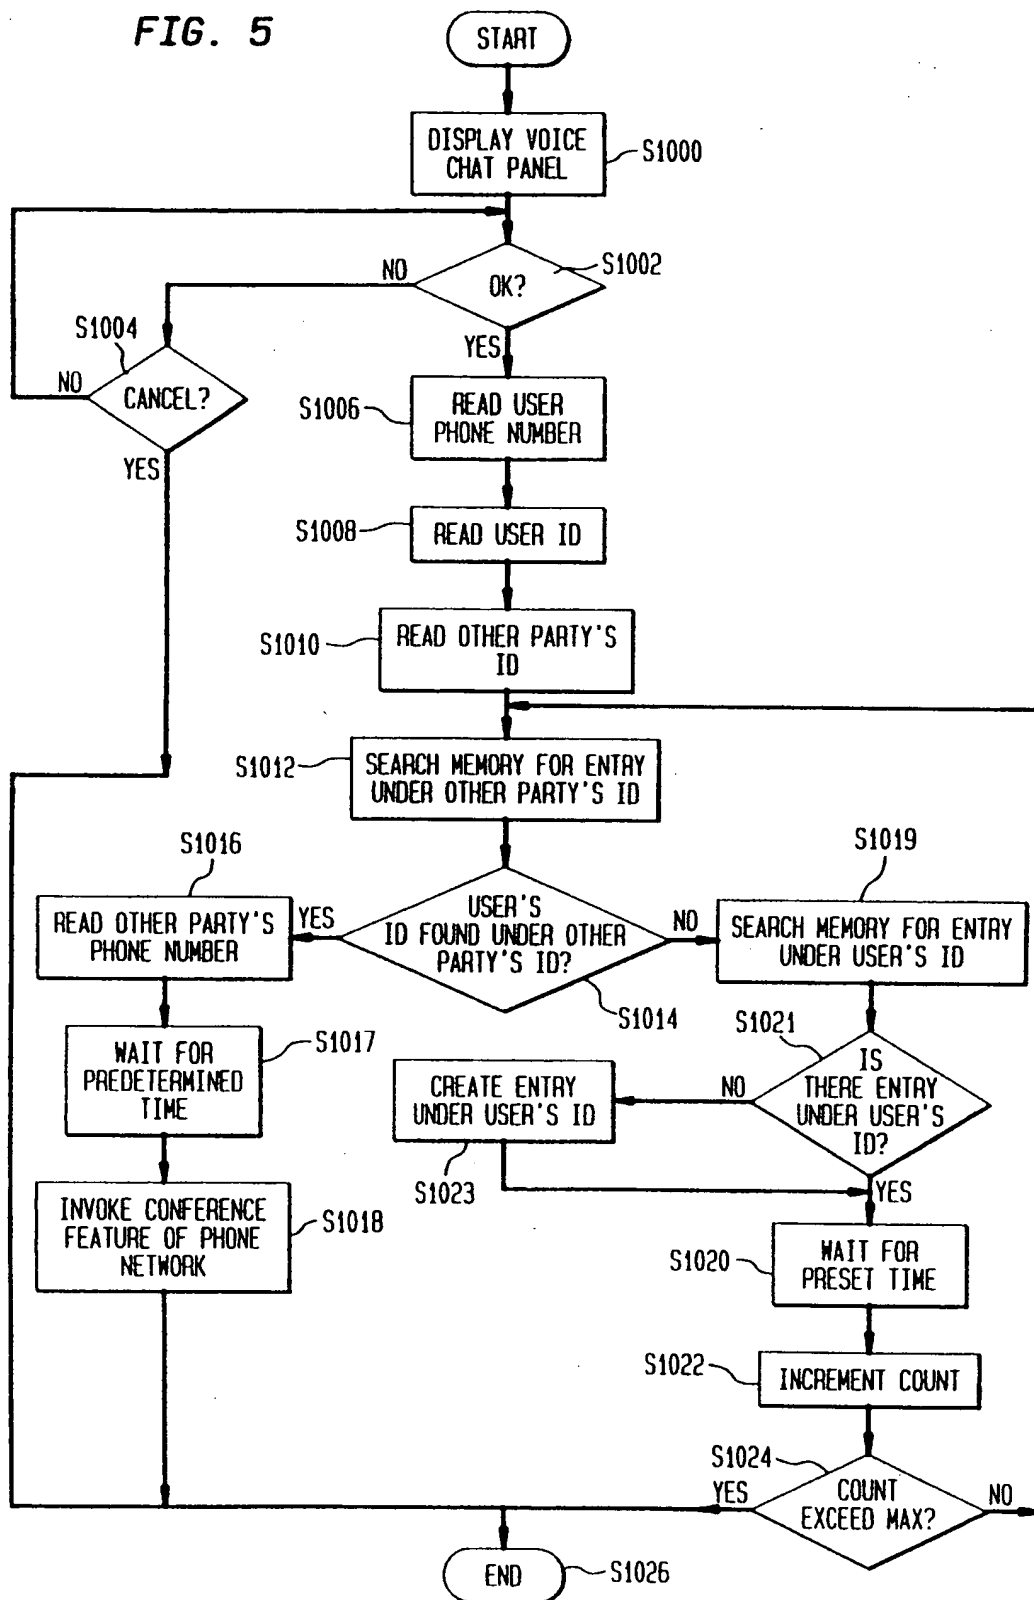 FIG. 5
START
DISPLAY VOICE
CHAT PANEL
S1000
NO
OK?
S1002
S1004
YES
NO
CANCEL?
S1006
READ USER
PHONE NUMBER
YES
S1008
READ USER ID
S1010
READ OTHER PARTY'S
ID
S1012
SEARCH MEMORY FOR ENTRY
UNDER OTHER PARTY'S ID
S1016
S1019
READ OTHER PARTY'S
PHONE NUMBER
YES
USER'S
ID FOUND UNDER OTHER
PARTY'S ID?
NO
SEARCH MEMORY FOR ENTRY
UNDER USER'S ID
S1014
S1017
WAIT FOR
PREDETERMINED
TIME
S1021
CREATE ENTRY
UNDER USER'S ID
NO
IS
THERE ENTRY
UNDER USER'S
ID?
S1023
YES
INVOKE CONFERENCE
FEATURE OF PHONE
NETWORK
S1018
S1020
WAIT FOR
PRESET TIME
S1022
INCREMENT COUNT
S1024
YES
COUNT
EXCEED MAX?
NO
END
S1026